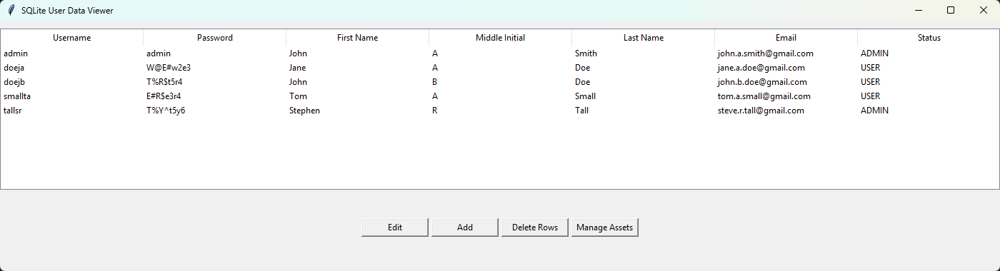 SQLite User Data Viewer
Username Password First Name Middle Initial Last Name Email Status
admin admin John A Smith john.a.smith@gmail.com ADMIN
doeja W@E#w2e3 Jane A Doe jane.a.doe@gmail.com USER
doejb T%R$t5r4 John B Doe john.b.doe@gmail.com USER
smallta E#R$e3r4 Tom A Small tom.a.small@gmail.com USER
tallsr T%Y^t5y6 Stephen R Tall steve.r.tall@gmail.com ADMIN
Edit Add Delete Rows Manage Assets